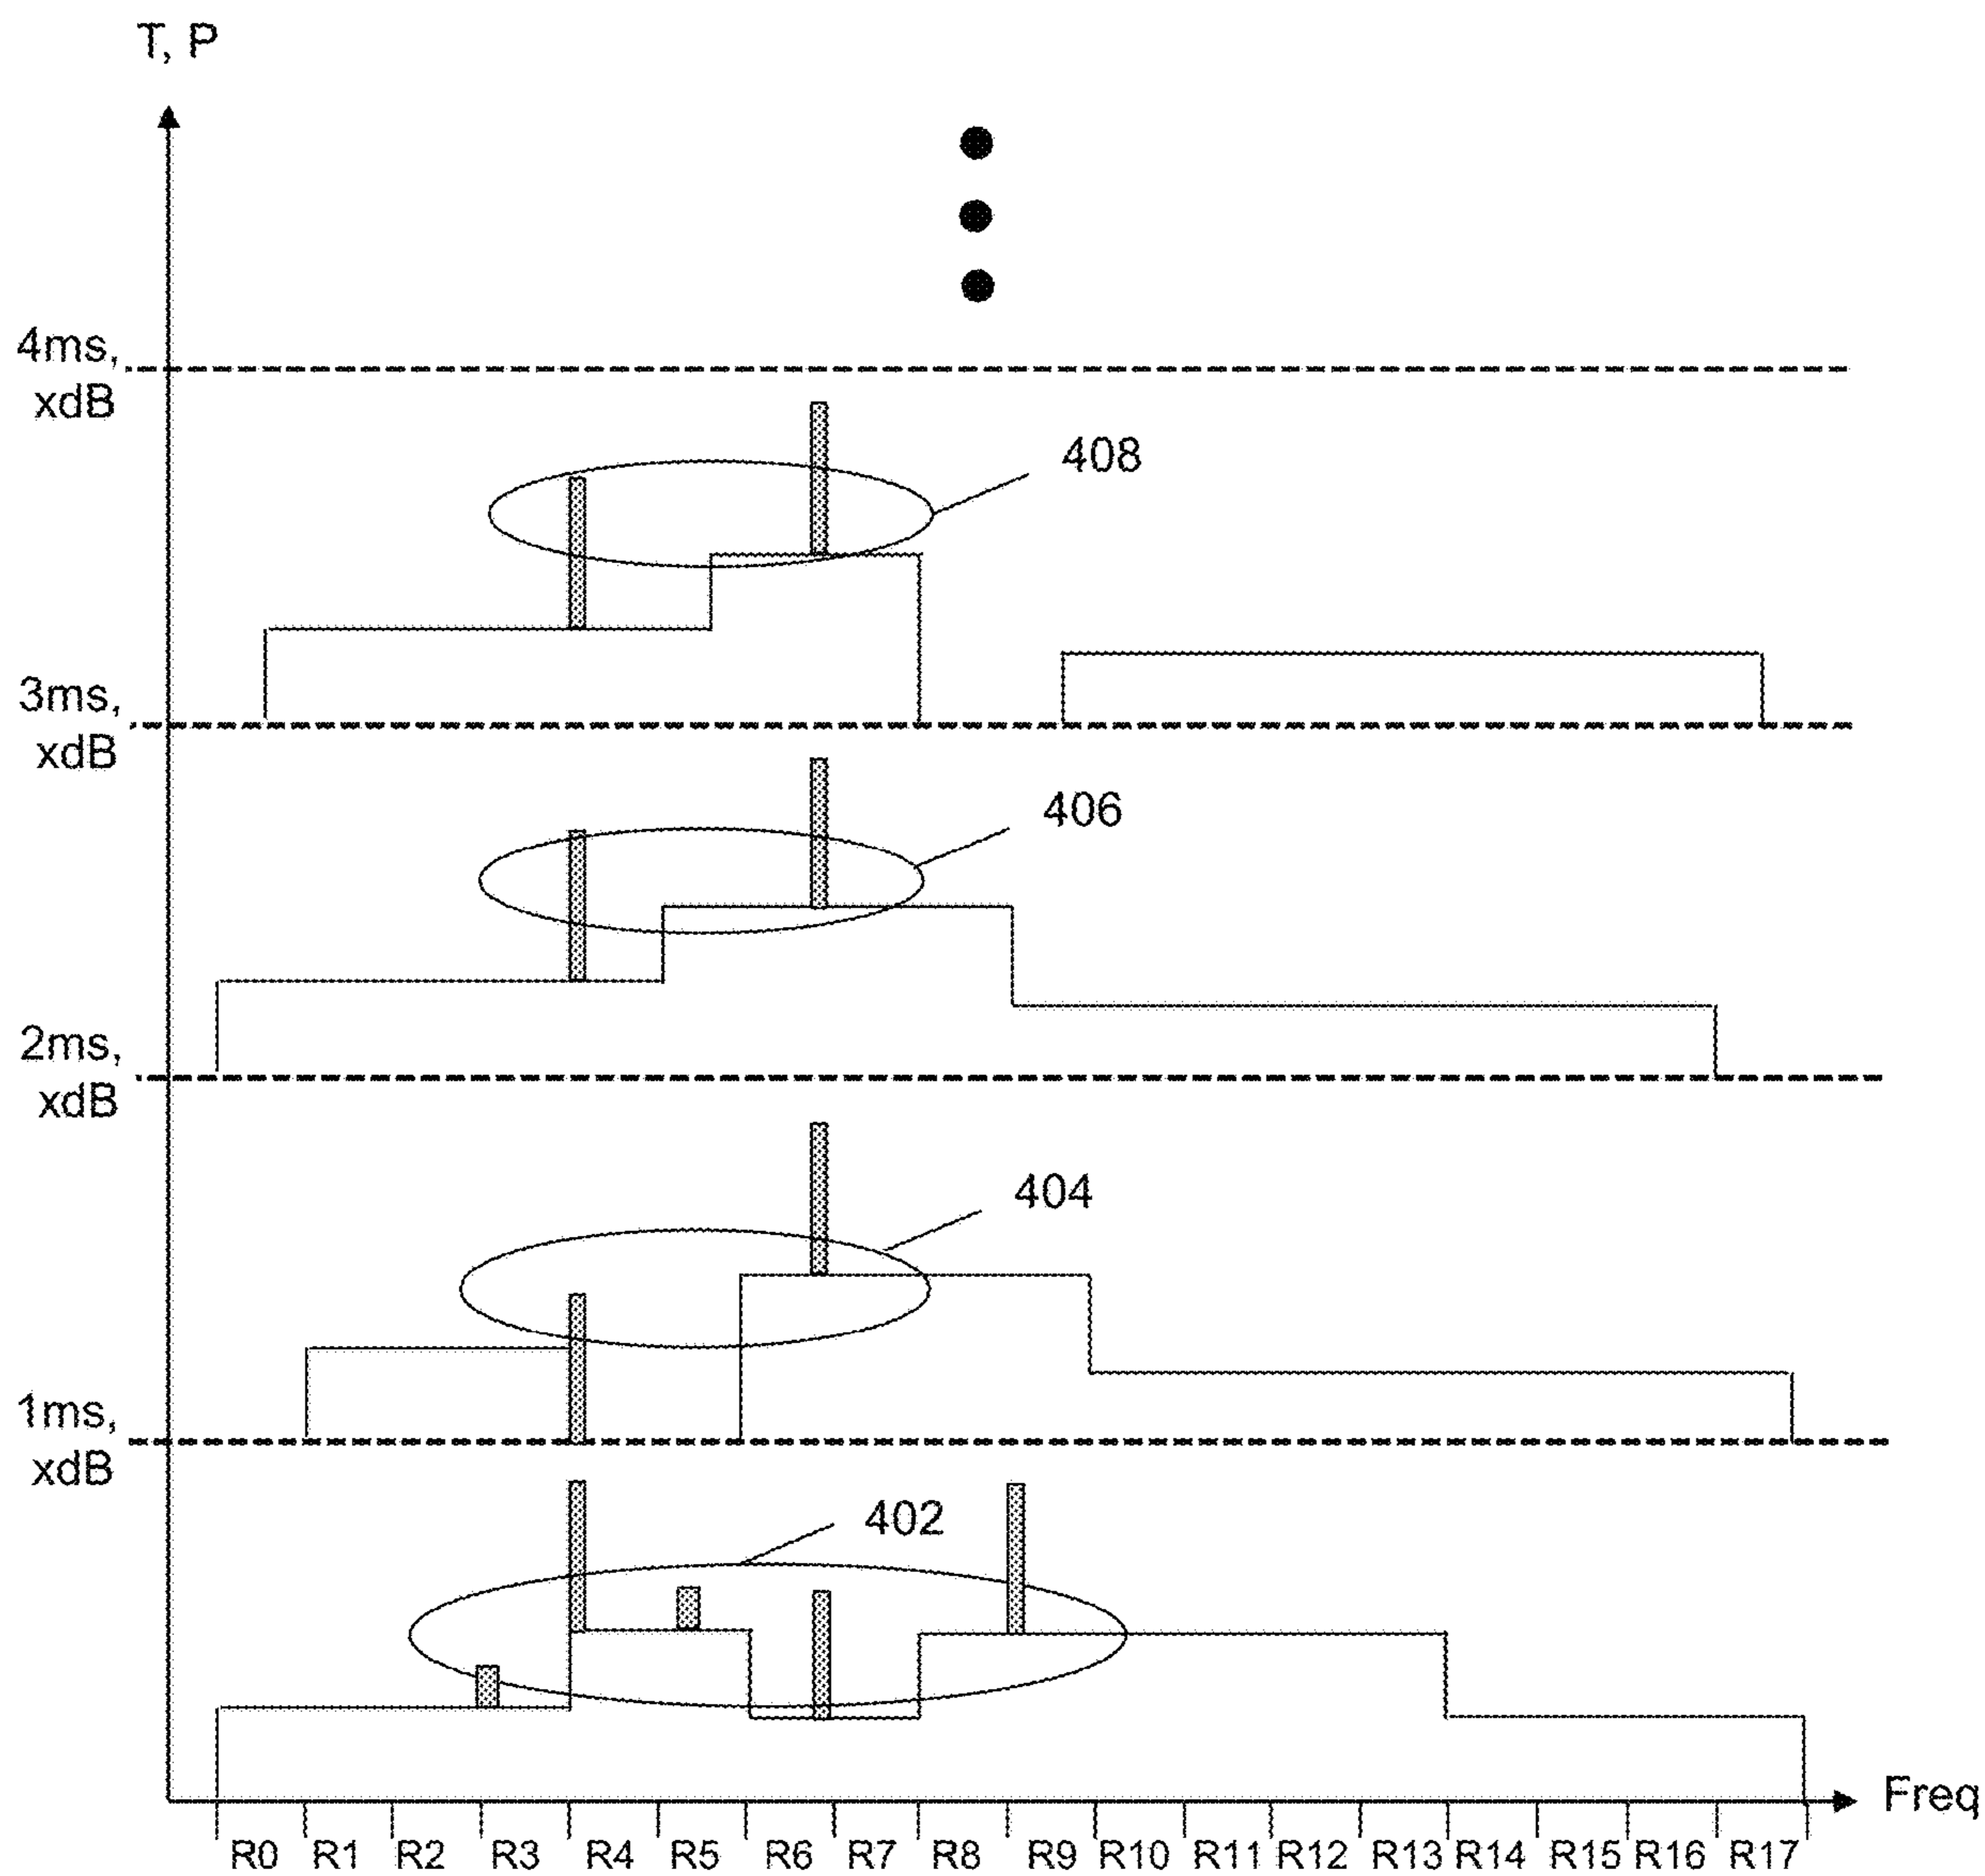 T, P
4ms,
xdB
408
3ms,
xdB
406
2ms,
xdB
404
1ms,
xdB
402
Freq
R0 R1 R2 R3 R4 R5 R6 R7 R8 R9 R10 R11 R12 R13 R14 R15 R16 R17